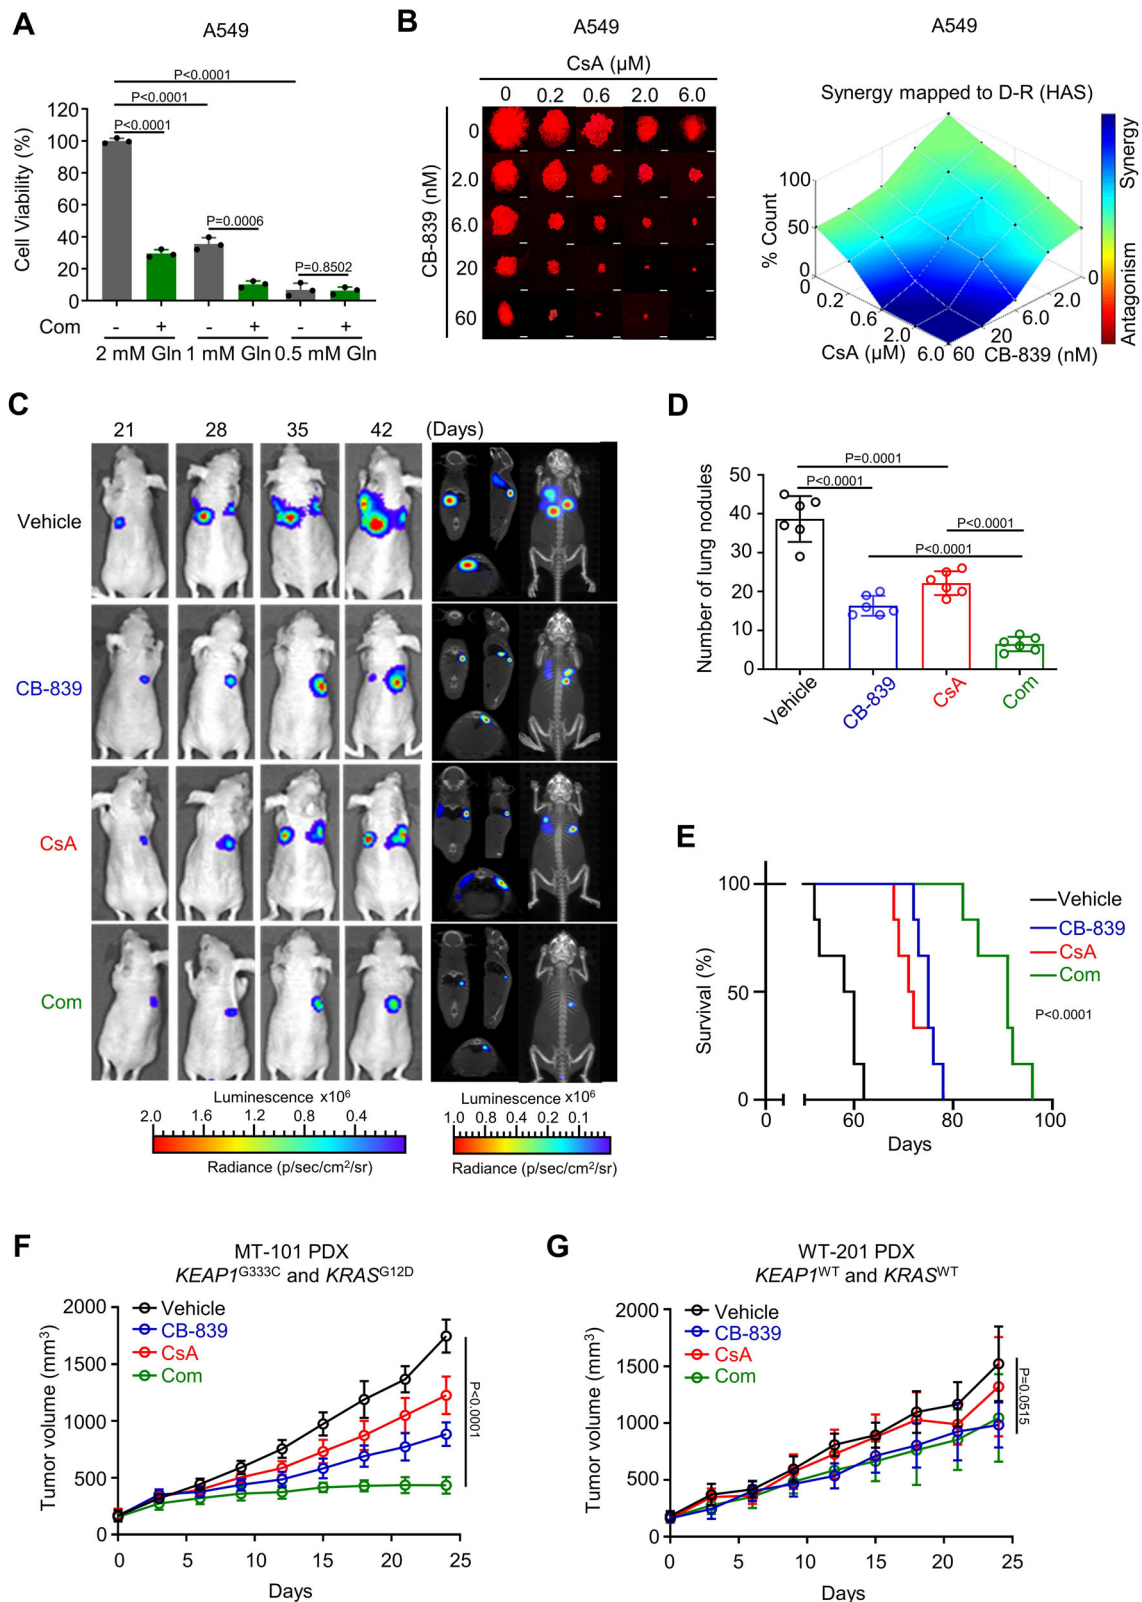 A
A549
P<0.0001
P<0.0001
P<0.0001
P=0.0006
P=0.8502
Cell Viability (%)
120
100
80
60
40
20
0
Com - + - + - +
2 mM Gln 1 mM Gln 0.5 mM Gln
B
A549
CsA (µM)
0 0.2 0.6 2.0 6.0
CB-839 (nM)
0
2.0
6.0
20
60
A549
Synergy mapped to D-R (HAS)
% Count
100
50
0
0
0.2
0.6
2.0
6.0
CsA (µM)
60
20
6.0
2.0
0
CB-839 (nM)
Synergy
Antagonism
C
21 28 35 42 (Days)
Vehicle
CB-839
CsA
Com
Luminescence x10⁶
2.0 1.6 1.2 0.8 0.4
Radiance (p/sec/cm²/sr)
Luminescence x10⁶
1.0 0.8 0.4 0.2 0.1
Radiance (p/sec/cm²/sr)
D
P=0.0001
P<0.0001
P<0.0001
P<0.0001
Number of lung nodules
50
40
30
20
10
0
Vehicle
CB-839
CsA
Com
E
Survival (%)
100
50
0
0 60 80 100
Days
Vehicle
CB-839
CsA
Com
P<0.0001
F
MT-101 PDX
KEAP1G333C and KRASG12D
Tumor volume (mm³)
2000
1500
1000
500
0
0 5 10 15 20 25
Days
Vehicle
CB-839
CsA
Com
P<0.0001
G
WT-201 PDX
KEAP1WT and KRASWT
Tumor volume (mm³)
2000
1500
1000
500
0
0 5 10 15 20 25
Days
Vehicle
CB-839
CsA
Com
P=0.0515